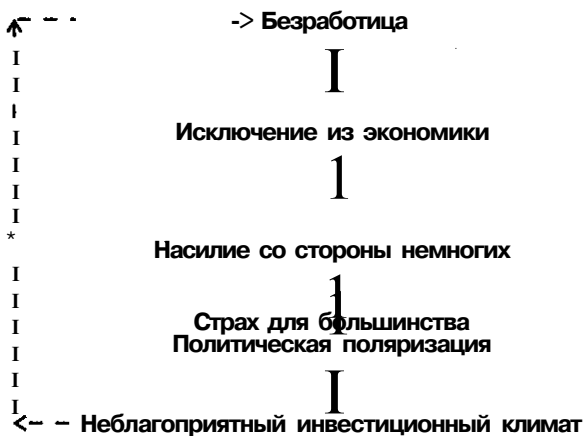 -> Безработица
Исключение из экономики
Насилие со стороны немногих
Страх для большинства
Политическая поляризация
Неблагоприятный инвестиционный климат